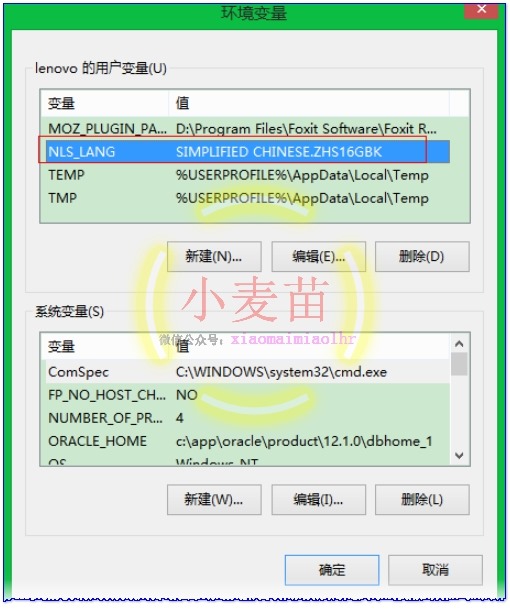 环境变量
lenovo 的用户变量(U)
变量 值
MOZ_PLUGIN_PA... D:\Program Files\Foxit Software\Foxit R...
NLS_LANG SIMPLIFIED CHINESE.ZHS16GBK
TEMP %USERPROFILE%\AppData\Local\Temp
TMP %USERPROFILE%\AppData\Local\Temp
新建(N)... 编辑(E)... 删除(D)
小麦苗
系统变量(S)
微信公众号：xiaomaimiaolhr
变量 值
ComSpec C:\WINDOWS\system32\cmd.exe
FP_NO_HOST_CH... NO
NUMBER_OF_PR... 4
ORACLE_HOME c:\app\oracle\product\12.1.0\dbhome_1
OS Windows_NT
新建(W)... 编辑(I)... 删除(L)
确定 取消